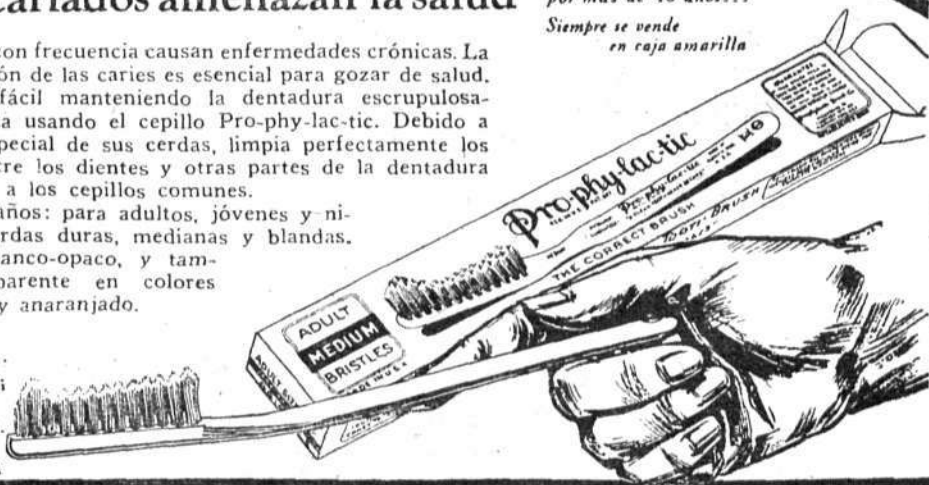 cariados amenazan la salud
por más de 40 años...
Siempre se vende
en caja amarilla
con frecuencia causan enfermedades crónicas. La
ón de las caries es esencial para gozar de salud.
fácil manteniendo la dentadura escrupulosa-
a usando el cepillo Pro-phy-lac-tic. Debido a
pecial de sus cerdas, limpia perfectamente los
tre los dientes y otras partes de la dentadura
a los cepillos comunes.
años: para adultos, jóvenes y ni-
rdas duras, medianas y blandas.
anco-opaco, y tam-
parente en colores
y anaranjado.
i
Pro-phy-lac-tic
Pro-phy-lac-tic
THE CORRECT BRUSH
TOOTH BRUSH
ADULT
MEDIUM
BRISTLES
MADE IN U.S.A.